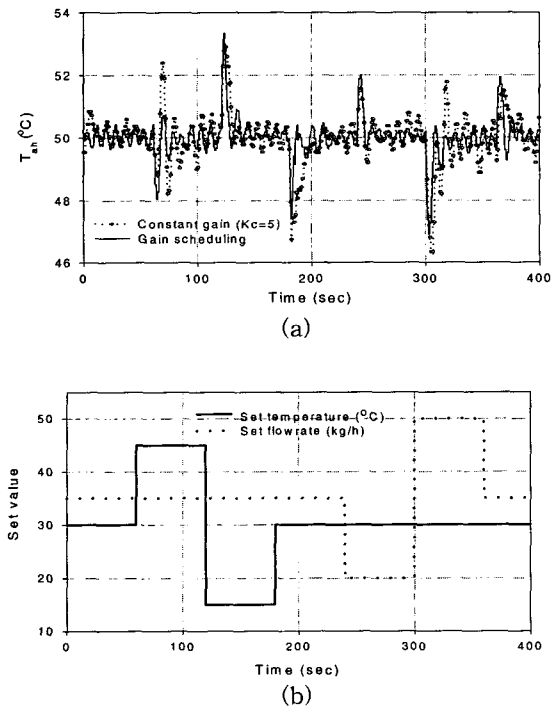 54
52
50
48
46
T_ah (°C)
Constant gain (Kc=5)
Gain scheduling
0 100 200 300 400
Time (sec)
(a)
50
40
30
20
10
Set value
Set temperature (°C)
Set flowrate (kg/h)
0 100 200 300 400
Time (sec)
(b)